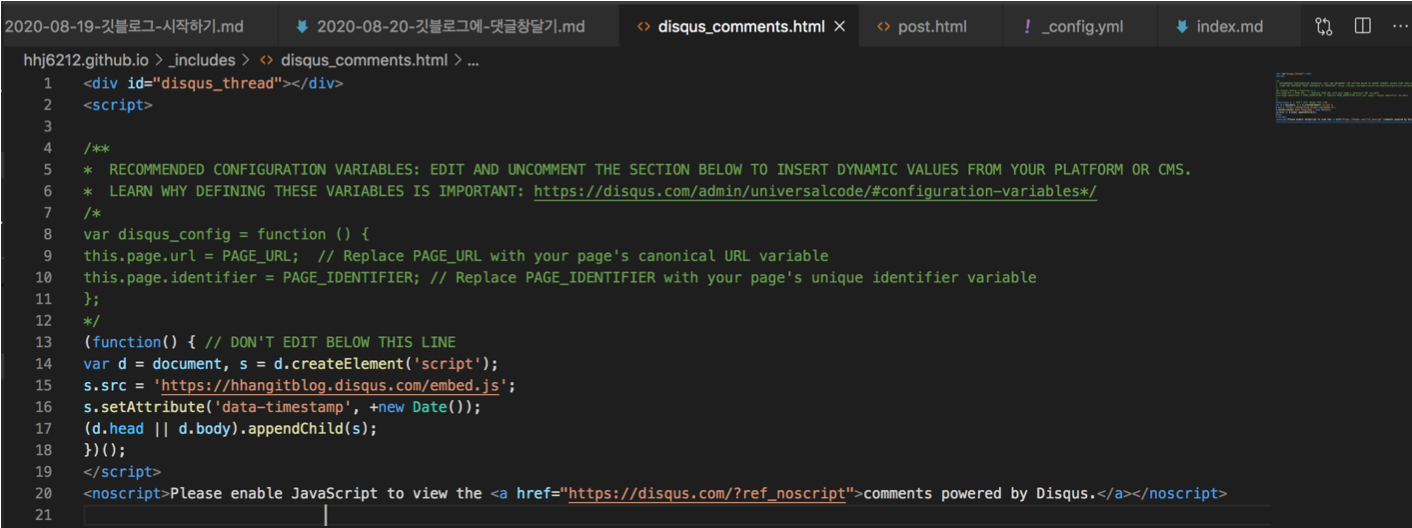 2020-08-19-깃블로그-시작하기.md
2020-08-20-깃블로그에-댓글창달기.md
<> disqus_comments.html ×
<> post.html
! _config.yml
index.md
...
hhj6212.github.io > _includes > <> disqus_comments.html > ...
1 <div id="disqus_thread"></div>
2 <script>
3
4 /**
5 *  RECOMMENDED CONFIGURATION VARIABLES: EDIT AND UNCOMMENT THE SECTION BELOW TO INSERT DYNAMIC VALUES FROM YOUR PLATFORM OR CMS.
6 *  LEARN WHY DEFINING THESE VARIABLES IS IMPORTANT: https://disqus.com/admin/universalcode/#configuration-variables*/
7 /*
8 var disqus_config = function () {
9 this.page.url = PAGE_URL;  // Replace PAGE_URL with your page's canonical URL variable
10 this.page.identifier = PAGE_IDENTIFIER; // Replace PAGE_IDENTIFIER with your page's unique identifier variable
11 };
12 */
13 (function() { // DON'T EDIT BELOW THIS LINE
14 var d = document, s = d.createElement('script');
15 s.src = 'https://hhangitblog.disqus.com/embed.js';
16 s.setAttribute('data-timestamp', +new Date());
17 (d.head || d.body).appendChild(s);
18 })();
19 </script>
20 <noscript>Please enable JavaScript to view the <a href="https://disqus.com/?ref_noscript">comments powered by Disqus.</a></noscript>
21